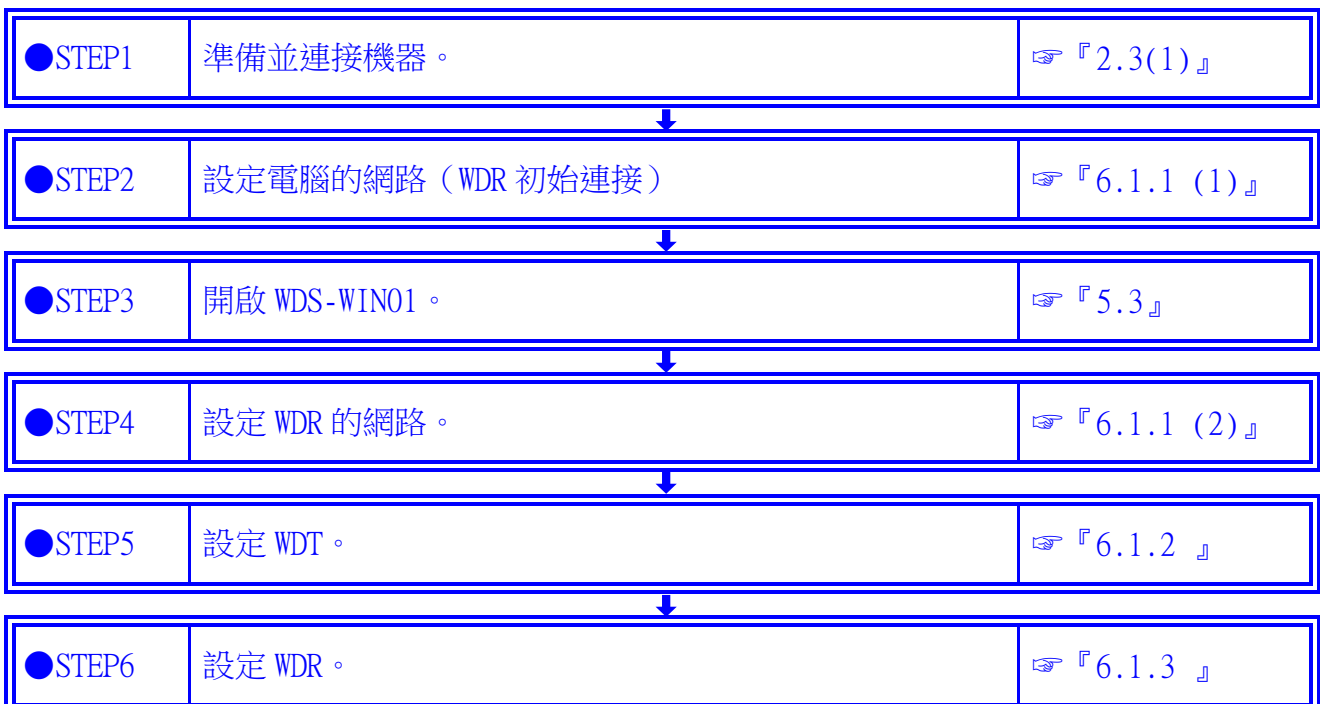 ●STEP1 準備並連接機器。 ☞『2.3(1)』
⬇
●STEP2 設定電腦的網路（WDR 初始連接） ☞『6.1.1 (1)』
⬇
●STEP3 開啟 WDS-WIN01。 ☞『5.3』
⬇
●STEP4 設定 WDR 的網路。 ☞『6.1.1 (2)』
⬇
●STEP5 設定 WDT。 ☞『6.1.2 』
⬇
●STEP6 設定 WDR。 ☞『6.1.3 』